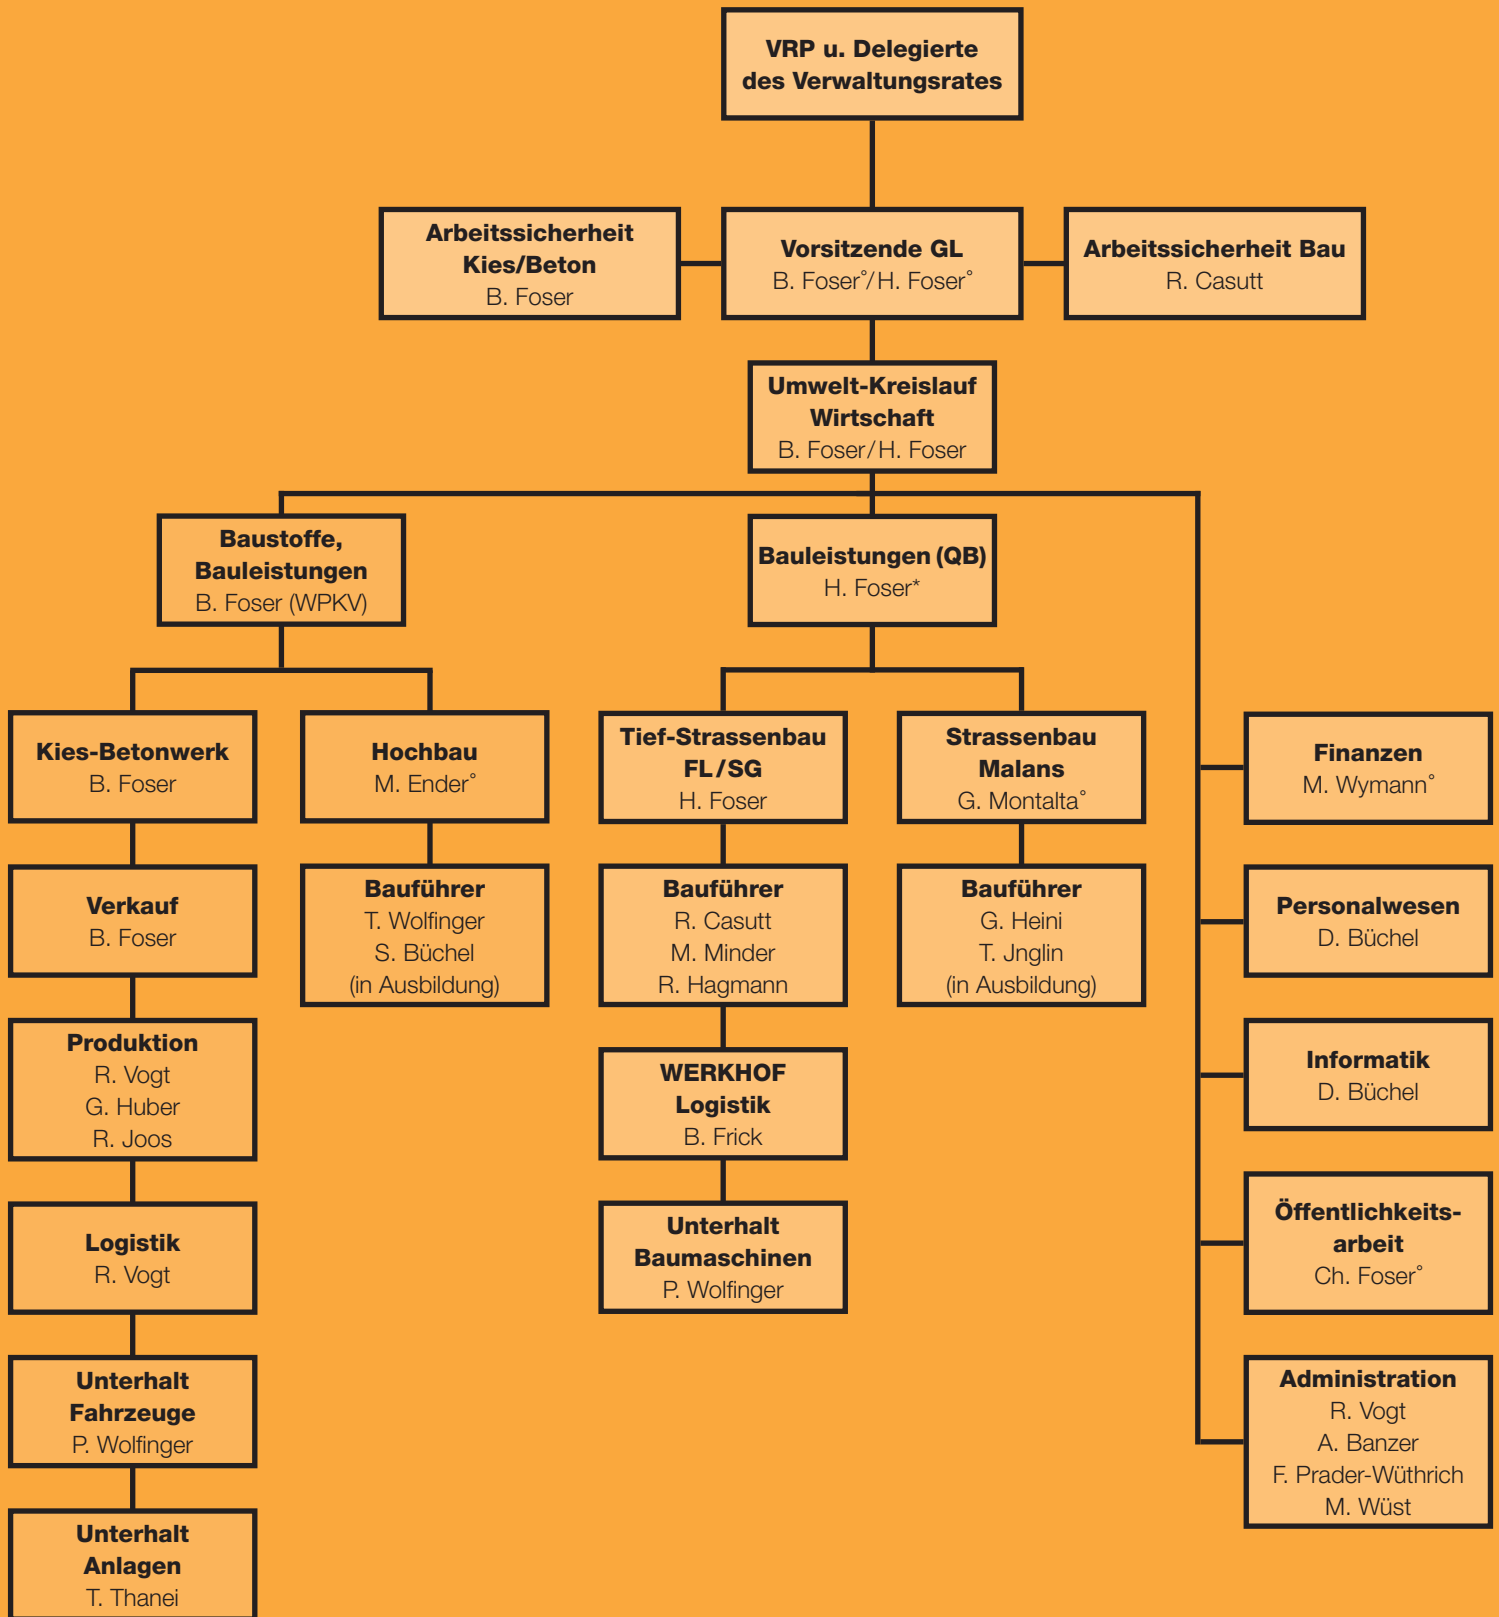 VRP u. Delegierte
des Verwaltungsrates
Arbeitssicherheit
Kies/Beton
B. Foser
Vorsitzende GL
B. Foser°/H. Foser°
Arbeitssicherheit Bau
R. Casutt
Umwelt-Kreislauf
Wirtschaft
B. Foser/H. Foser
Baustoffe,
Bauleistungen
B. Foser (WPKV)
Bauleistungen (QB)
H. Foser*
Kies-Betonwerk
B. Foser
Verkauf
B. Foser
Produktion
R. Vogt
G. Huber
R. Joos
Logistik
R. Vogt
Unterhalt
Fahrzeuge
P. Wolfinger
Unterhalt
Anlagen
T. Thanei
Hochbau
M. Ender°
Bauführer
T. Wolfinger
S. Büchel
(in Ausbildung)
Tief-Strassenbau
FL/SG
H. Foser
Bauführer
R. Casutt
M. Minder
R. Hagmann
WERKHOF
Logistik
B. Frick
Unterhalt
Baumaschinen
P. Wolfinger
Strassenbau
Malans
G. Montalta°
Bauführer
G. Heini
T. Jnglin
(in Ausbildung)
Finanzen
M. Wymann°
Personalwesen
D. Büchel
Informatik
D. Büchel
Öffentlichkeits-
arbeit
Ch. Foser°
Administration
R. Vogt
A. Banzer
F. Prader-Wüthrich
M. Wüst